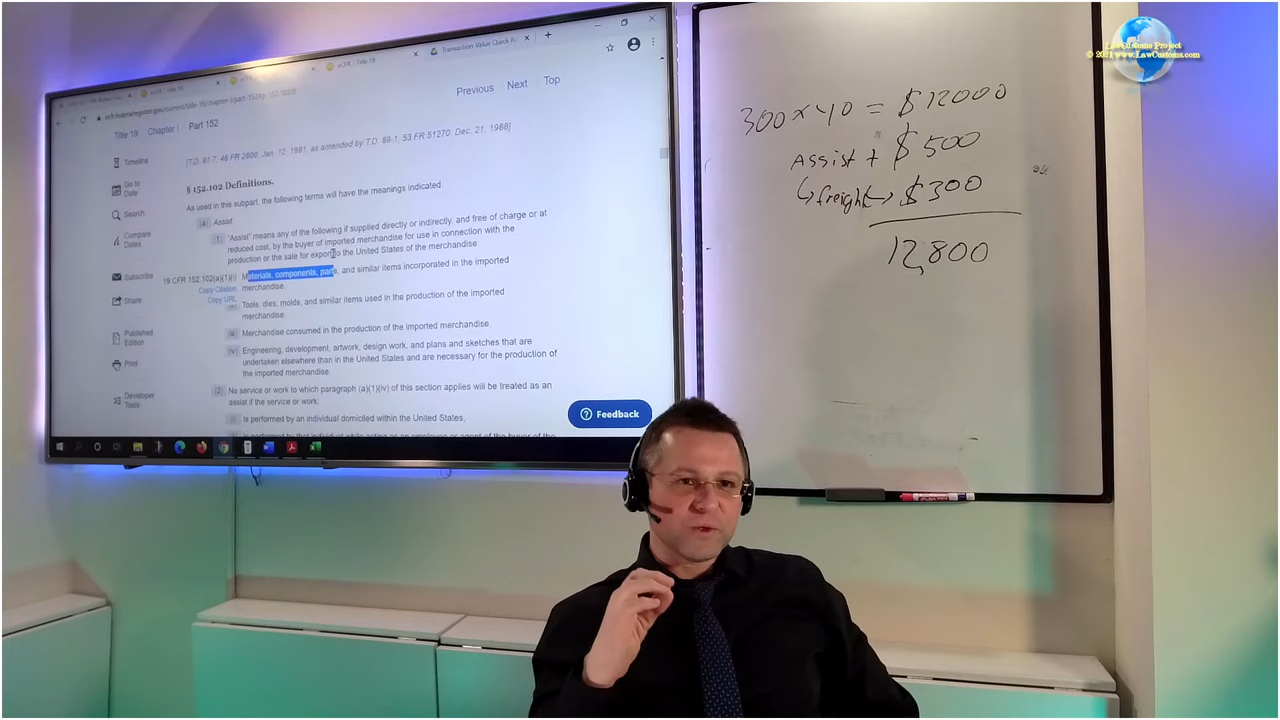 Transaction Value Quick R
eCFR :: Title 19
Previous Next Top
Title 19 Chapter I Part 152
[T.D. 81-7, 46 FR 2600, Jan. 12, 1981, as amended by T.D. 89-1, 53 FR 51270, Dec. 21, 1988]
§ 152.102 Definitions.
As used in this subpart, the following terms will have the meanings indicated
(a) Assist.
(1) "Assist" means any of the following if supplied directly or indirectly, and free of charge or at
reduced cost, by the buyer of imported merchandise for use in connection with the
production or the sale for export to the United States of the merchandise
19 CFR 152.102(a)(1)(i) Materials, components, parts, and similar items incorporated in the imported
merchandise.
Copy Citation
Copy URL
Tools, dies, molds, and similar items used in the production of the imported
merchandise.
Merchandise consumed in the production of the imported merchandise.
(iv) Engineering, development, artwork, design work, and plans and sketches that are
undertaken elsewhere than in the United States and are necessary for the production of
the imported merchandise.
(2) No service or work to which paragraph (a)(1)(iv) of this section applies will be treated as an
assist if the service or work:
Is performed by an individual domiciled within the United States;
Timeline
Go to
Date
Search
Compare
Dates
Subscribe
Share
Published
Edition
Print
Developer
Tools
Feedback
300 x 40 = $12000
Assist + $500
↳ freight → $300
12,800
LawCustoms Project
© 2021 www.LawCustoms.com